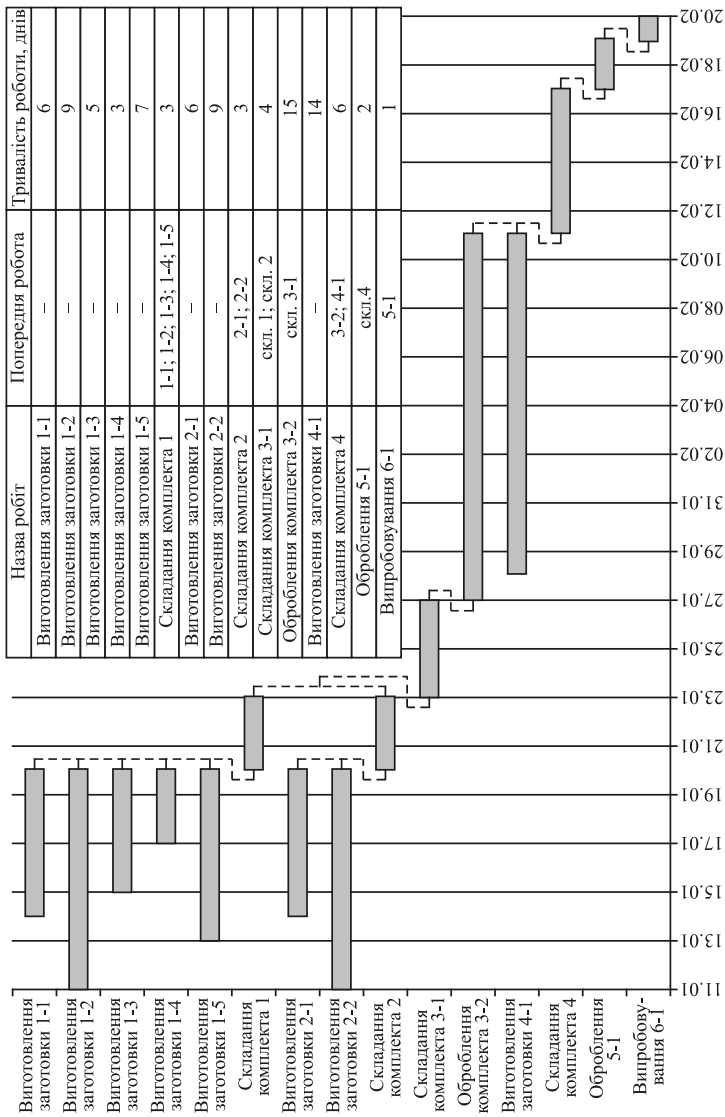 Назва робіт Попередня робота Тривалість роботи, днів
Виготовлення заготовки 1-1 – 6
Виготовлення заготовки 1-2 – 9
Виготовлення заготовки 1-3 – 5
Виготовлення заготовки 1-4 – 3
Виготовлення заготовки 1-5 – 7
Складання комплекта 1 1-1; 1-2; 1-3; 1-4; 1-5 3
Виготовлення заготовки 2-1 – 6
Виготовлення заготовки 2-2 – 9
Складання комплекта 2 2-1; 2-2 3
Складання комплекта 3-1 скл. 1; скл. 2 4
Оброблення комплекта 3-2 скл. 3-1 15
Виготовлення заготовки 4-1 – 14
Складання комплекта 4 3-2; 4-1 6
Оброблення 5-1 скл.4 2
Випробовування 6-1 5-1 1
Виготовлення
заготовки 1-1
Виготовлення
заготовки 1-2
Виготовлення
заготовки 1-3
Виготовлення
заготовки 1-4
Виготовлення
заготовки 1-5
Складання
комплекта 1
Виготовлення
заготовки 2-1
Виготовлення
заготовки 2-2
Складання
комплекта 2
Складання
комплекта 3-1
Оброблення
комплекта 3-2
Виготовлення
заготовки 4-1
Складання
комплекта 4
Оброблення
5-1
Випробову-
вання 6-1
11.01
13.01
15.01
17.01
19.01
21.01
23.01
25.01
27.01
29.01
31.01
02.02
04.02
06.02
08.02
10.02
12.02
14.02
16.02
18.02
20.02